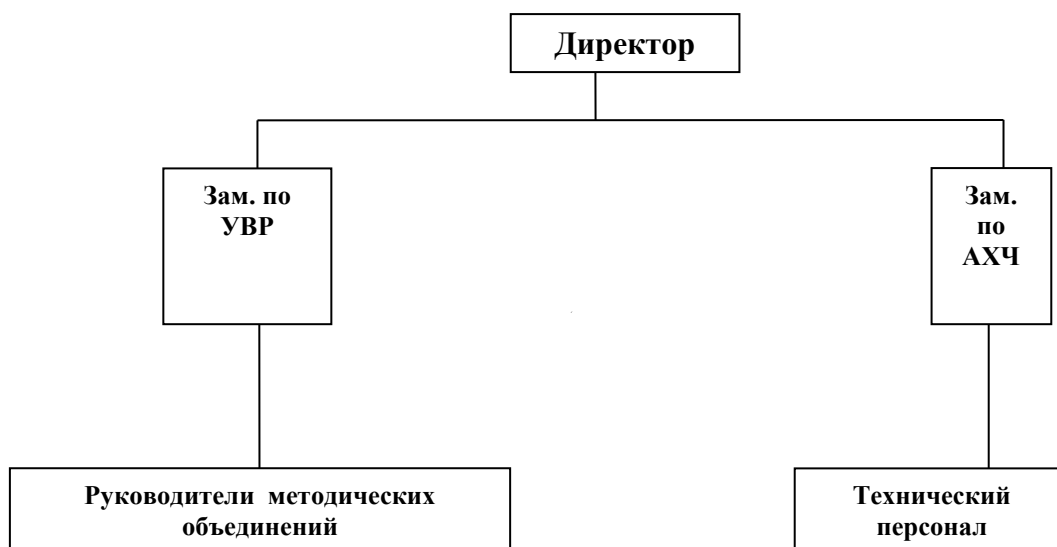 Директор
Зам. по
УВР
Зам.
по
АХЧ
Руководители методических
объединений
Технический
персонал